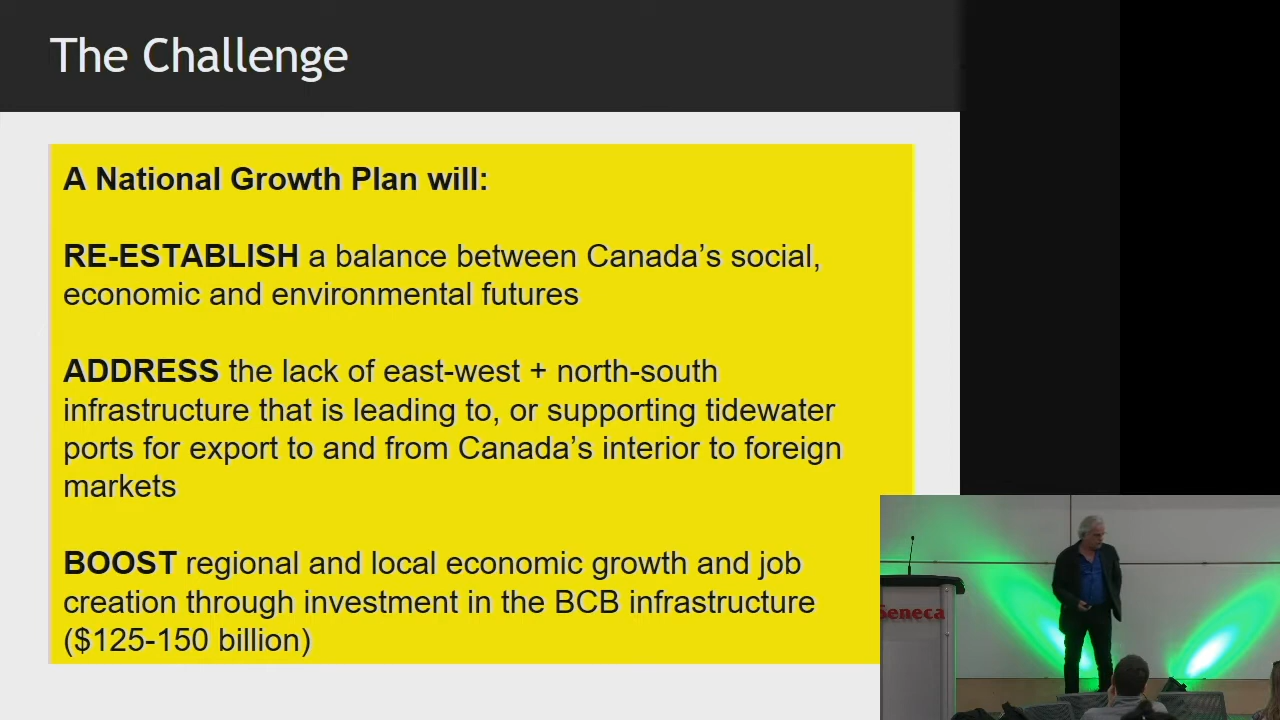 The Challenge
A National Growth Plan will:
RE-ESTABLISH a balance between Canada’s social,
economic and environmental futures
ADDRESS the lack of east-west + north-south
infrastructure that is leading to, or supporting tidewater
ports for export to and from Canada’s interior to foreign
markets
BOOST regional and local economic growth and job
creation through investment in the BCB infrastructure
($125-150 billion)
Seneca